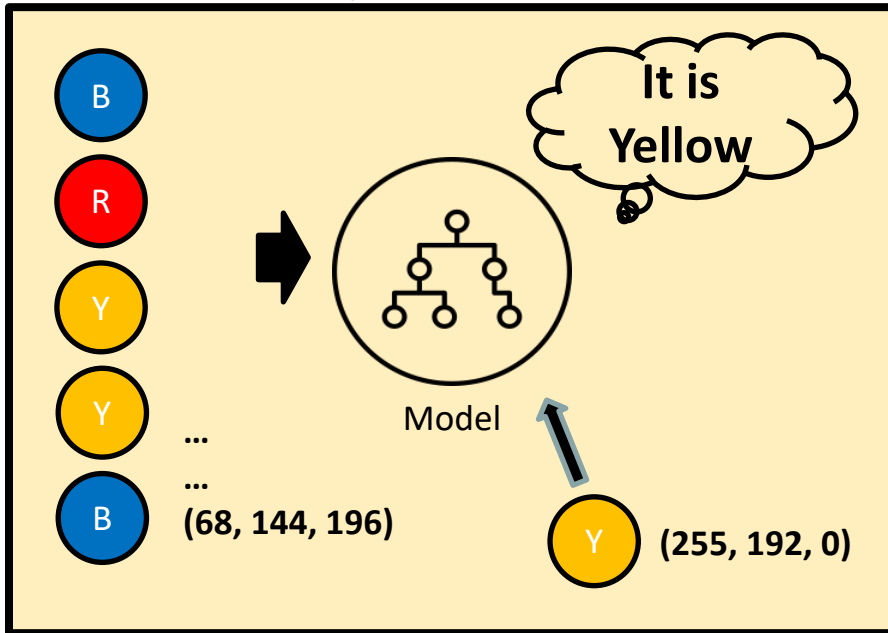 B
R
Y
Y
...
...
B
(68, 144, 196)
It is
Yellow
Model
Y
(255, 192, 0)